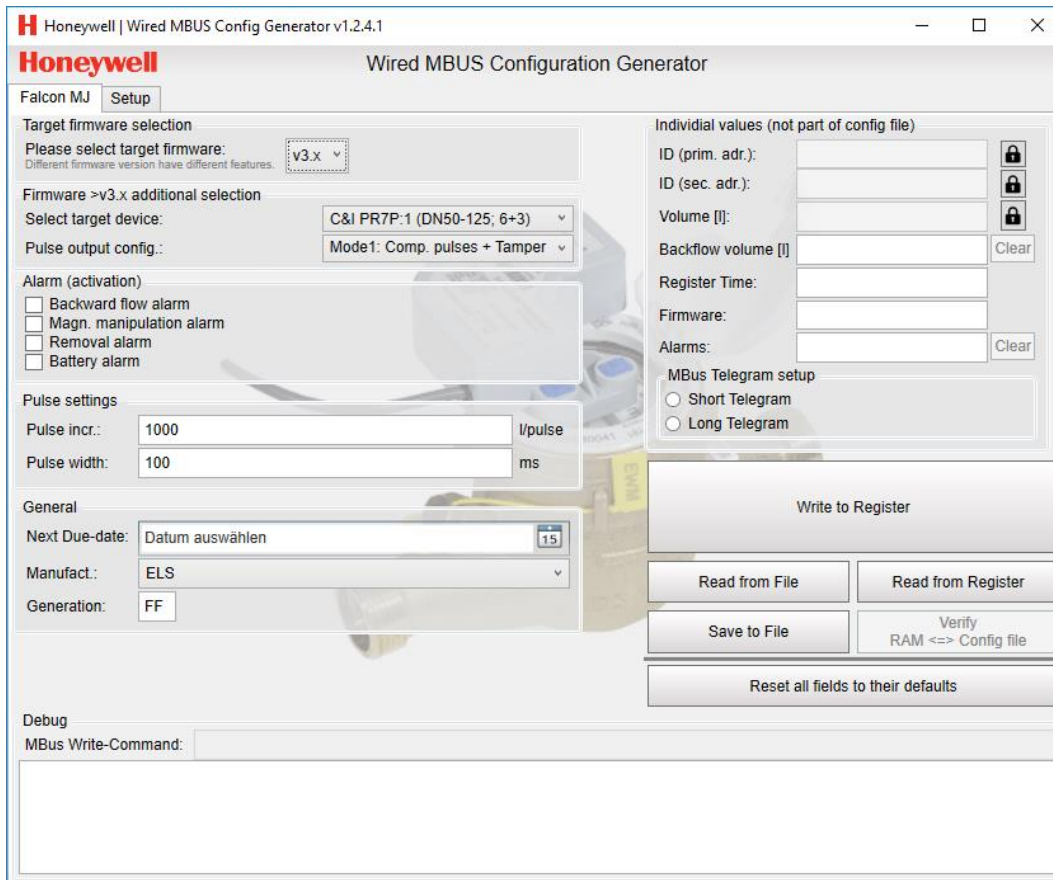 Honeywell | Wired MBUS Config Generator v1.2.4.1
Honeywell
Wired MBUS Configuration Generator
Falcon MJ
Setup
Target firmware selection
Please select target firmware:
Different firmware version have different features.
v3.x
Firmware >v3.x additional selection
Select target device:
C&I PR7P:1 (DN50-125; 6+3)
Pulse output config.:
Mode1: Comp. pulses + Tamper
Alarm (activation)
Backward flow alarm
Magn. manipulation alarm
Removal alarm
Battery alarm
Pulse settings
Pulse incr.:
1000
l/pulse
Pulse width:
100
ms
General
Next Due-date:
Datum auswählen
15
Manufact.:
ELS
Generation:
FF
Individial values (not part of config file)
ID (prim. adr.):
ID (sec. adr.):
Volume [l]:
Backflow volume [l]
Clear
Register Time:
Firmware:
Alarms:
Clear
MBus Telegram setup
Short Telegram
Long Telegram
Write to Register
Read from File
Read from Register
Save to File
Verify
RAM <=> Config file
Reset all fields to their defaults
Debug
MBus Write-Command:
EWM